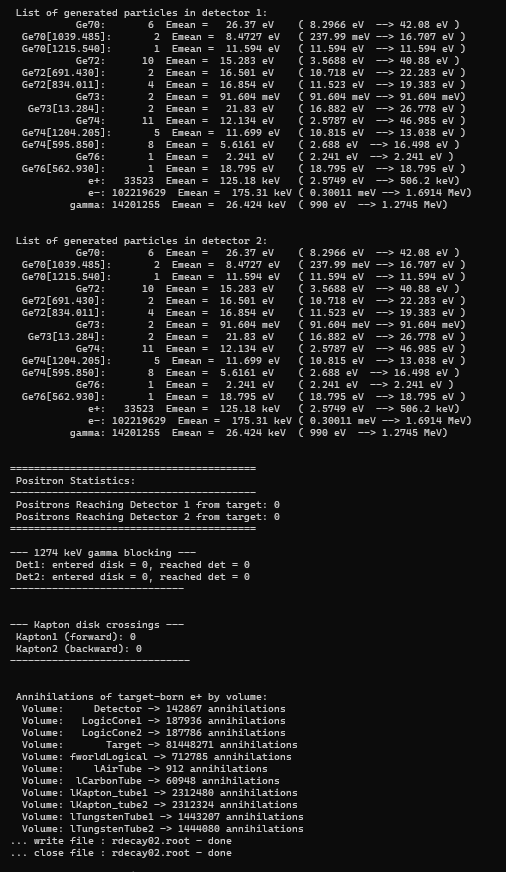 List of generated particles in detector 1:
Ge70: 6 Emean = 26.37 eV ( 8.2966 eV --> 42.08 eV )
Ge70[1039.485]: 2 Emean = 8.4727 eV ( 237.99 meV --> 16.707 eV )
Ge70[1215.540]: 1 Emean = 11.594 eV ( 11.594 eV --> 11.594 eV )
Ge72: 10 Emean = 15.283 eV ( 3.5688 eV --> 40.88 eV )
Ge72[691.430]: 2 Emean = 16.501 eV ( 10.718 eV --> 22.283 eV )
Ge72[834.011]: 4 Emean = 16.854 eV ( 11.523 eV --> 19.383 eV )
Ge73: 2 Emean = 91.604 meV ( 91.604 meV --> 91.604 meV)
Ge73[13.284]: 2 Emean = 21.83 eV ( 16.882 eV --> 26.778 eV )
Ge74: 11 Emean = 12.134 eV ( 2.5787 eV --> 46.985 eV )
Ge74[1204.205]: 5 Emean = 11.699 eV ( 10.815 eV --> 13.038 eV )
Ge74[595.850]: 8 Emean = 5.6161 eV ( 2.688 eV --> 16.498 eV )
Ge76: 1 Emean = 2.241 eV ( 2.241 eV --> 2.241 eV )
Ge76[562.930]: 1 Emean = 18.795 eV ( 18.795 eV --> 18.795 eV )
e+: 33523 Emean = 125.18 keV ( 2.5749 eV --> 506.2 keV)
e-: 102219629 Emean = 175.31 keV ( 0.30011 meV --> 1.6914 MeV)
gamma: 14201255 Emean = 26.424 keV ( 990 eV --> 1.2745 MeV)
List of generated particles in detector 2:
Ge70: 6 Emean = 26.37 eV ( 8.2966 eV --> 42.08 eV )
Ge70[1039.485]: 2 Emean = 8.4727 eV ( 237.99 meV --> 16.707 eV )
Ge70[1215.540]: 1 Emean = 11.594 eV ( 11.594 eV --> 11.594 eV )
Ge72: 10 Emean = 15.283 eV ( 3.5688 eV --> 40.88 eV )
Ge72[691.430]: 2 Emean = 16.501 eV ( 10.718 eV --> 22.283 eV )
Ge72[834.011]: 4 Emean = 16.854 eV ( 11.523 eV --> 19.383 eV )
Ge73: 2 Emean = 91.604 meV ( 91.604 meV --> 91.604 meV)
Ge73[13.284]: 2 Emean = 21.83 eV ( 16.882 eV --> 26.778 eV )
Ge74: 11 Emean = 12.134 eV ( 2.5787 eV --> 46.985 eV )
Ge74[1204.205]: 5 Emean = 11.699 eV ( 10.815 eV --> 13.038 eV )
Ge74[595.850]: 8 Emean = 5.6161 eV ( 2.688 eV --> 16.498 eV )
Ge76: 1 Emean = 2.241 eV ( 2.241 eV --> 2.241 eV )
Ge76[562.930]: 1 Emean = 18.795 eV ( 18.795 eV --> 18.795 eV )
e+: 33523 Emean = 125.18 keV ( 2.5749 eV --> 506.2 keV)
e-: 102219629 Emean = 175.31 keV ( 0.30011 meV --> 1.6914 MeV)
gamma: 14201255 Emean = 26.424 keV ( 990 eV --> 1.2745 MeV)
=========================================
Positron Statistics:
-----------------------------------------
Positrons Reaching Detector 1 from target: 0
Positrons Reaching Detector 2 from target: 0
=========================================
--- 1274 keV gamma blocking ---
Det1: entered disk = 0, reached det = 0
Det2: entered disk = 0, reached det = 0
-----------------------------
--- Kapton disk crossings ---
Kapton1 (forward): 0
Kapton2 (backward): 0
------------------------------
Annihilations of target-born e+ by volume:
Volume: Detector -> 142867 annihilations
Volume: LogicCone1 -> 187936 annihilations
Volume: LogicCone2 -> 187786 annihilations
Volume: Target -> 81448271 annihilations
Volume: fworldLogical -> 712785 annihilations
Volume: lAirTube -> 912 annihilations
Volume: lCarbonTube -> 60948 annihilations
Volume: lKapton_tube1 -> 2312480 annihilations
Volume: lKapton_tube2 -> 2312324 annihilations
Volume: lTungstenTube1 -> 1443207 annihilations
Volume: lTungstenTube2 -> 1444080 annihilations
... write file : rdecay02.root - done
... close file : rdecay02.root - done